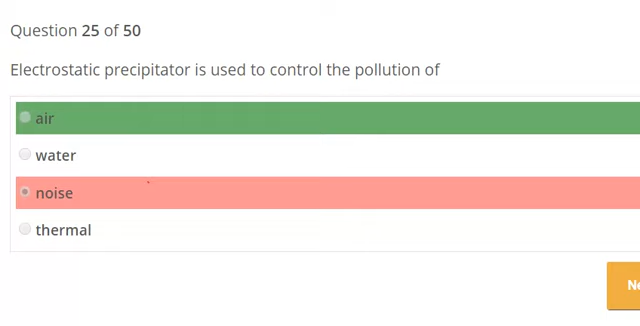 Question 25 of 50
Electrostatic precipitator is used to control the pollution of
air
water
noise
thermal